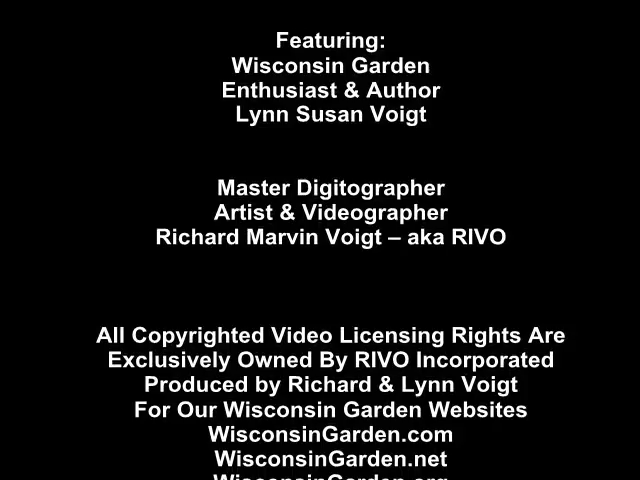 Featuring:
Wisconsin Garden
Enthusiast & Author
Lynn Susan Voigt
Master Digitographer
Artist & Videographer
Richard Marvin Voigt – aka RIVO
All Copyrighted Video Licensing Rights Are
Exclusively Owned By RIVO Incorporated
Produced by Richard & Lynn Voigt
For Our Wisconsin Garden Websites
WisconsinGarden.com
WisconsinGarden.net
WisconsinGarden.org